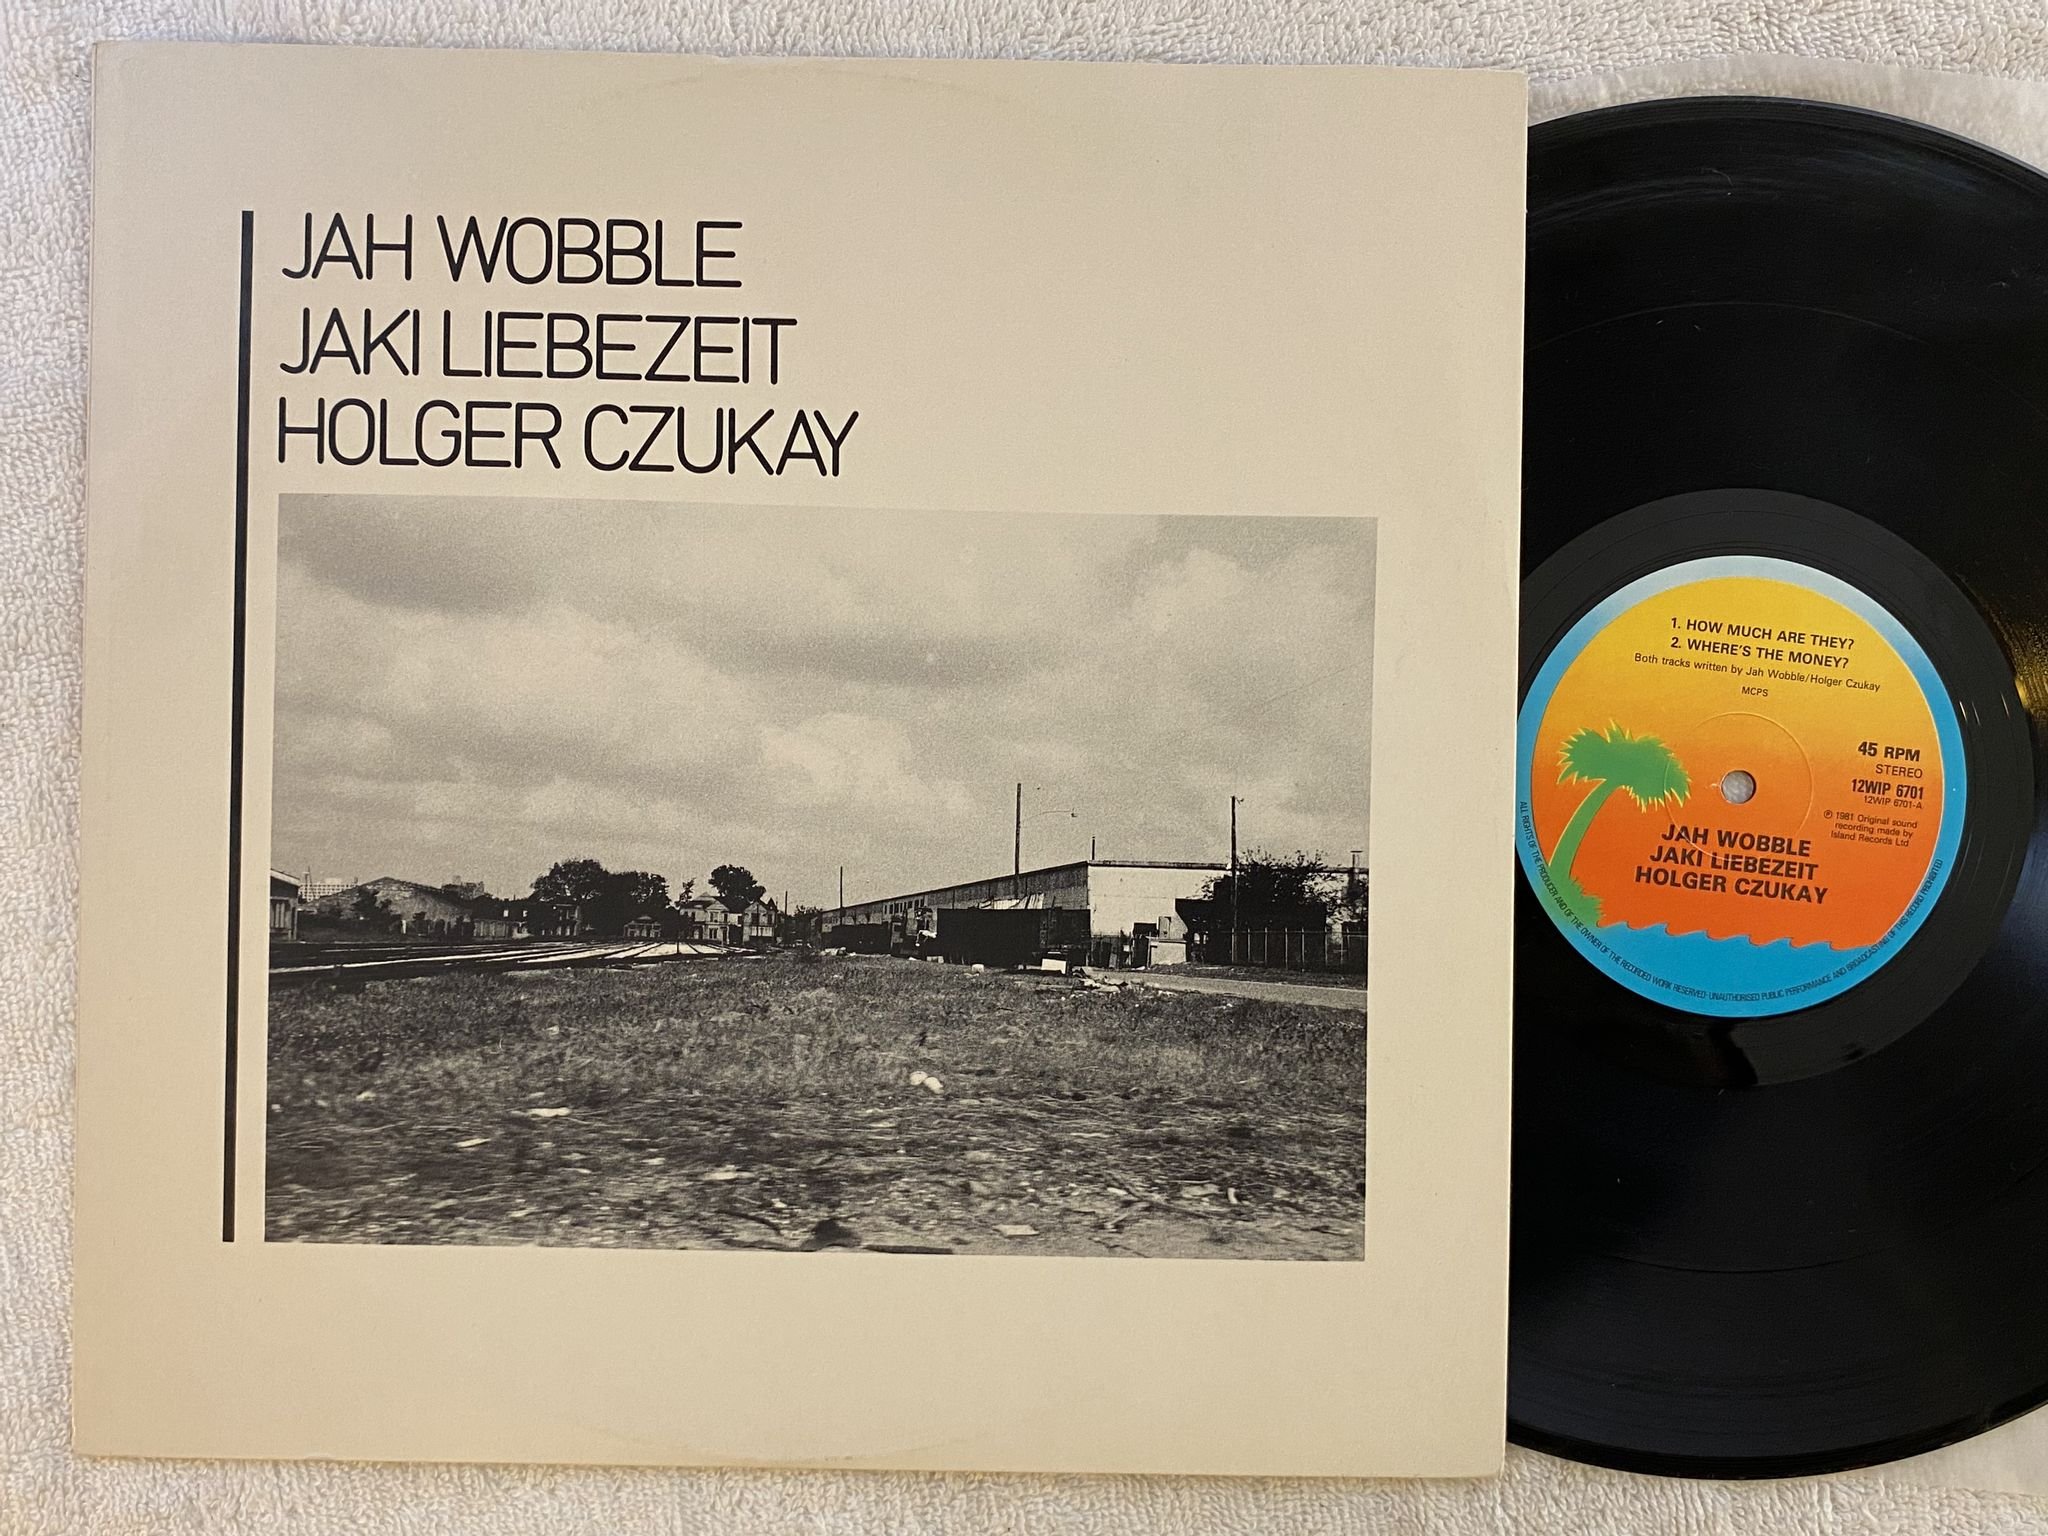 JAH WOBBLE
JAKI LIEBEZEIT
HOLGER CZUKAY
1. HOW MUCH ARE THEY?
2. WHERE'S THE MONEY?
Both tracks written by Jah Wobble/Holger Czukay
MCPS
45 RPM
STEREO
12WIP 6701
12WIP 6701-A
℗ 1981 Original sound
recording made by
Island Records Ltd
JAH WOBBLE
JAKI LIEBEZEIT
HOLGER CZUKAY
ALL RIGHTS OF THE PRODUCER AND OF THE OWNER OF THE RECORDED WORK RESERVED · UNAUTHORISED PUBLIC PERFORMANCE AND BROADCASTING OF THIS RECORD PROHIBITED